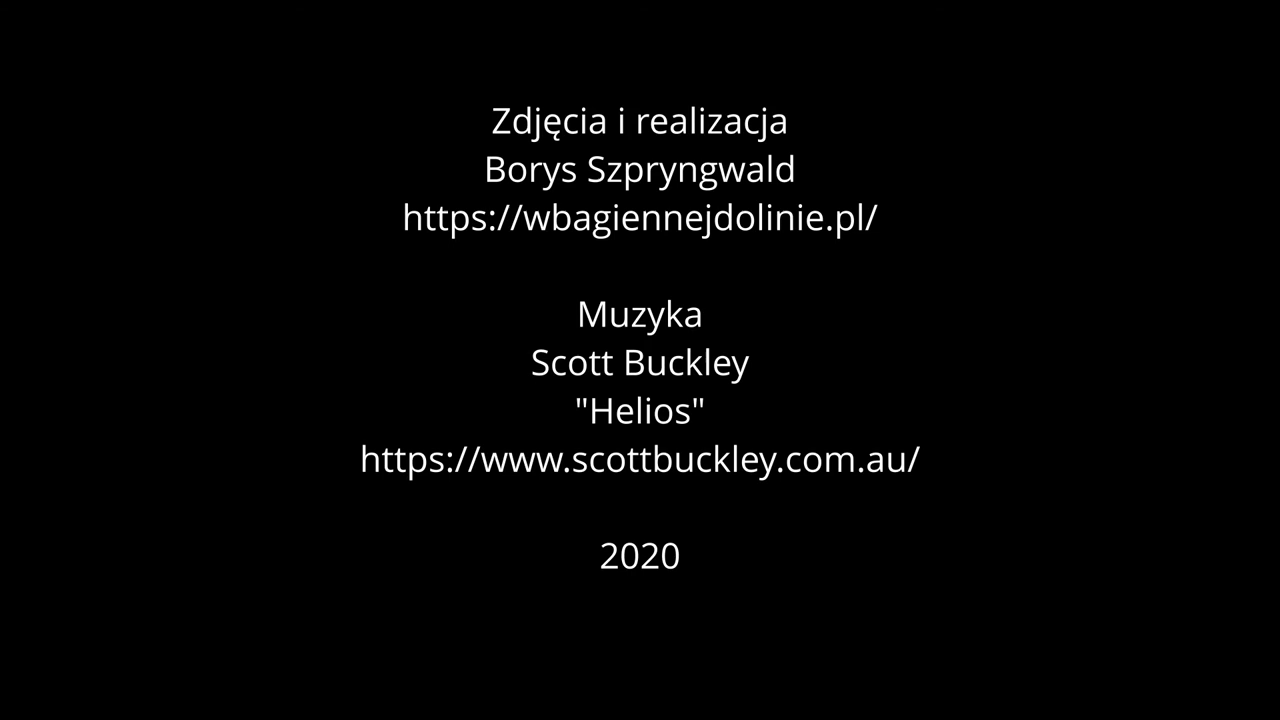 Zdjęcia i realizacja
Borys Szpryngwald
https://wbagiennejdolinie.pl/
Muzyka
Scott Buckley
"Helios"
https://www.scottbuckley.com.au/
2020